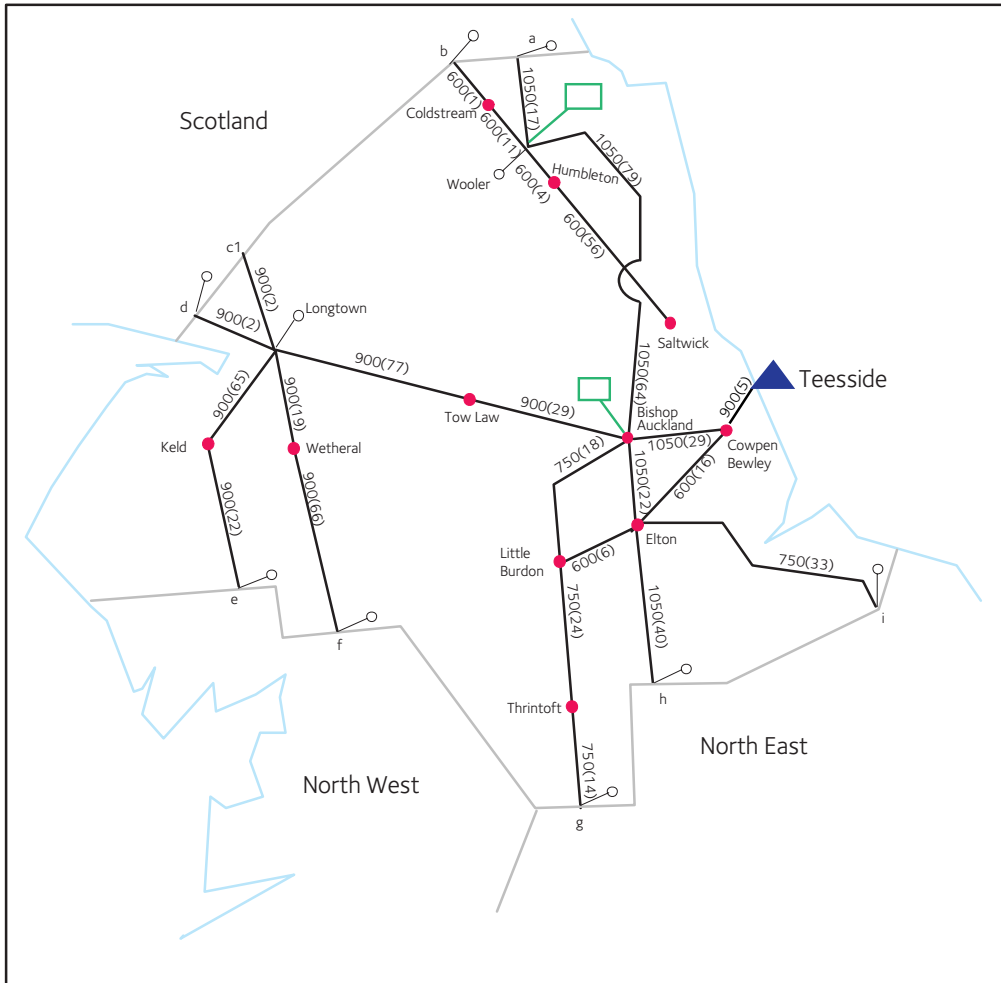 a
b
600(1)
1050(17)
Coldstream
Scotland
600(11)
1050(79)
Wooler
600(4)
Humbleton
600(56)
c1
900(2)
d
900(2)
Longtown
Saltwick
900(77)
1050(64)
Teesside
900(5)
900(65)
900(19)
Tow Law
900(29)
Bishop
Auckland
1050(29)
Cowpen
Bewley
Keld
Wetheral
750(18)
1050(22)
600(16)
900(22)
900(66)
Little
Burdon
600(6)
Elton
750(33)
e
f
750(24)
1050(40)
i
h
Thrintoft
North East
North West
750(14)
g